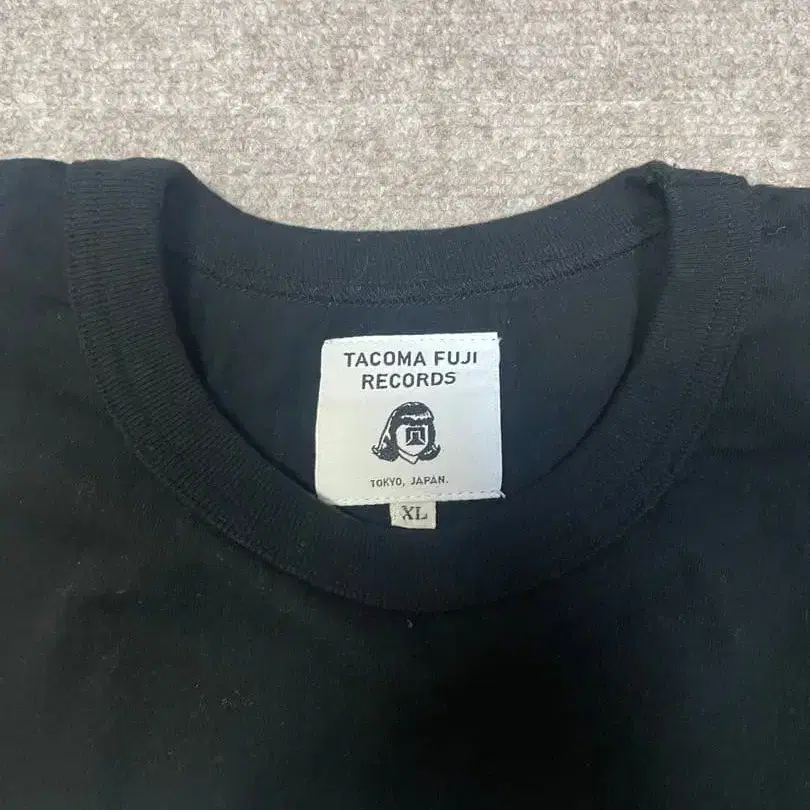 TACOMA FUJI
RECORDS
TOKYO, JAPAN.
XL